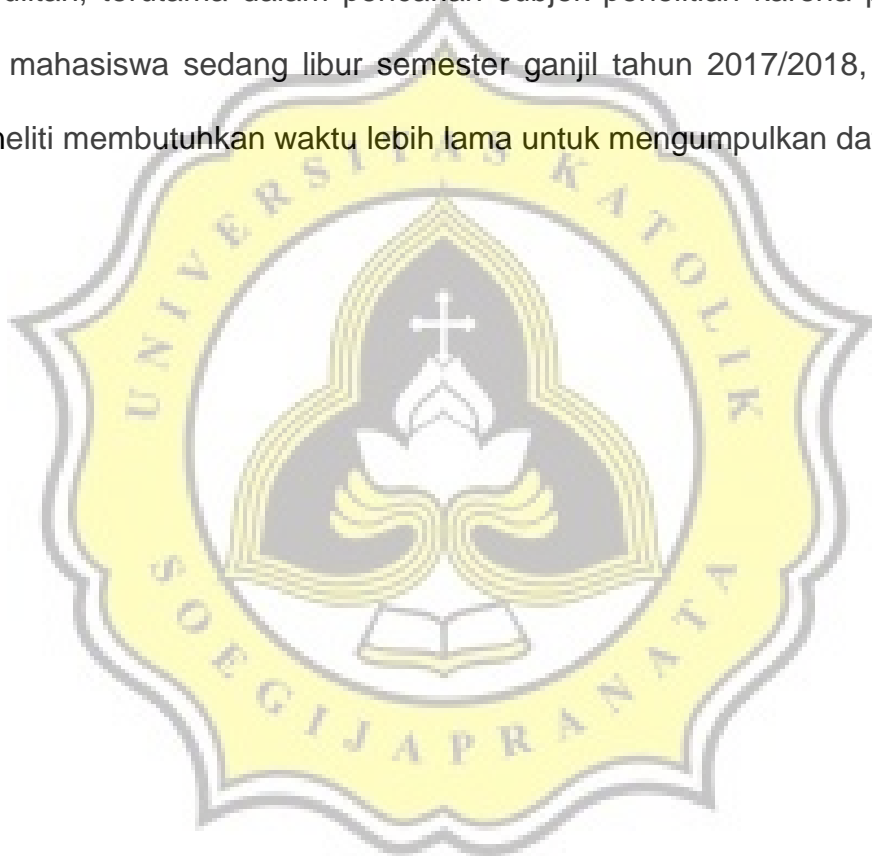 terutama dalam pencarian subjek penelitian karena p
mahasiswa sedang libur semester ganjil tahun 2017/2018,
neliti membutuhkan waktu lebih lama untuk mengumpulkan da
UNIVERSITAS KATOLIK
SOEGIJAPRANATA